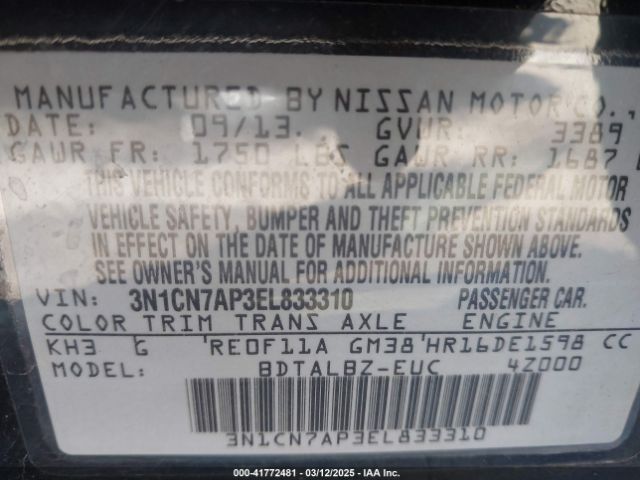 MANUFACTURED BY NISSAN MOTOR CO.,
DATE: 09/13. GVWR: 3389
GAWR FR: 1750 LBS GAWR RR: 1687
THIS VEHICLE CONFORMS TO ALL APPLICABLE FEDERAL MOTOR
VEHICLE SAFETY, BUMPER AND THEFT PREVENTION STANDARDS
IN EFFECT ON THE DATE OF MANUFACTURE SHOWN ABOVE.
SEE OWNER'S MANUAL FOR ADDITIONAL INFORMATION.
VIN: 3N1CN7AP3EL833310 PASSENGER CAR.
COLOR TRIM TRANS AXLE ENGINE
KH3 G 'RE0F11A GM38'HR16DE1598 CC
MODEL: BDTALBZ-EUC 4Z000
3N1CN7AP3EL833310
000-41772481 - 03/12/2025 - IAA Inc.